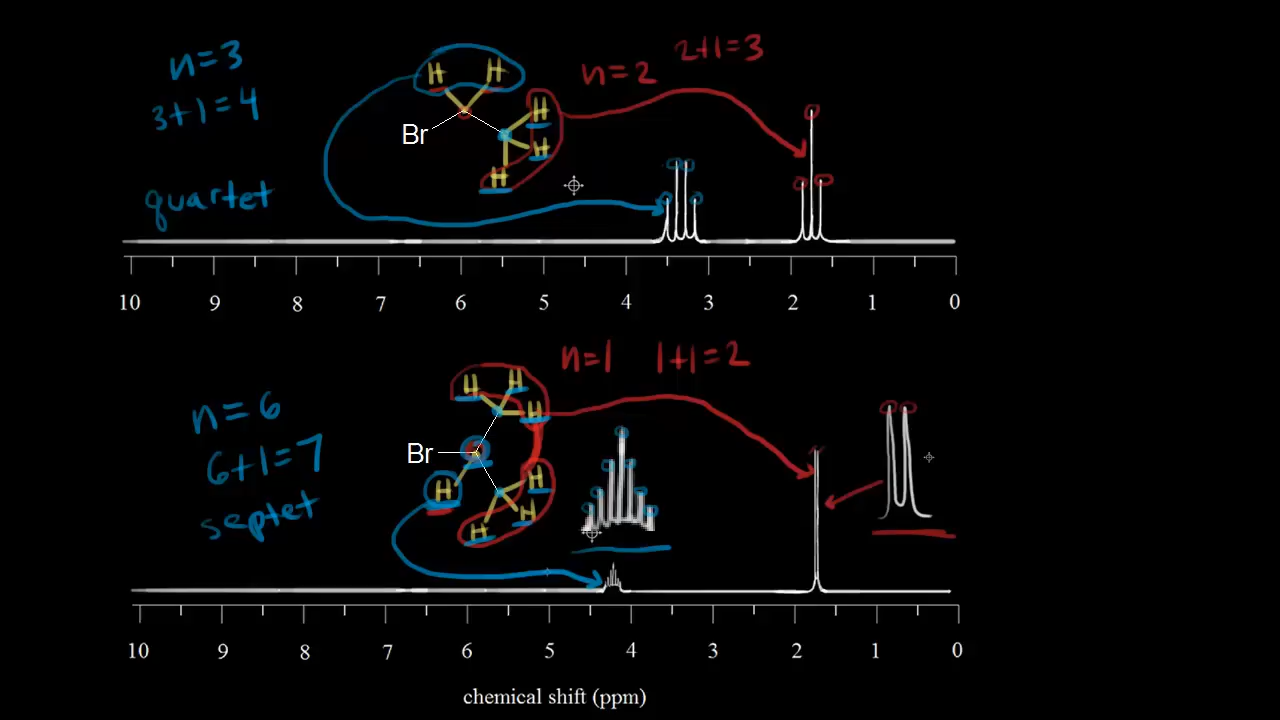 n=3
3+1=4
quartet
H H
H
Br
H
H
n=2 2+1=3
10 9 8 7 6 5 4 3 2 1 0
n=6
6+1=7
septet
H H
H
Br
H
H
H
H
n=1 1+1=2
10 9 8 7 6 5 4 3 2 1 0
chemical shift (ppm)